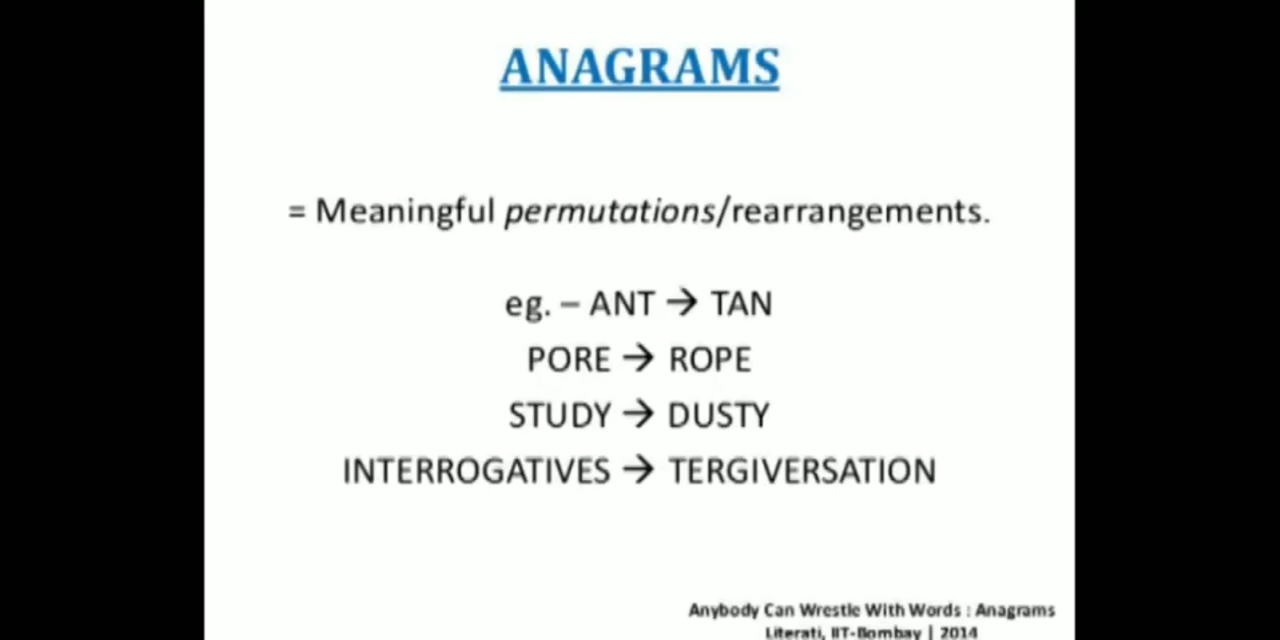 ANAGRAMS
= Meaningful permutations/rearrangements.
eg. – ANT → TAN
PORE → ROPE
STUDY → DUSTY
INTERROGATIVES → TERGIVERSATION
Anybody Can Wrestle With Words : Anagrams
Literati, IIT-Bombay | 2014